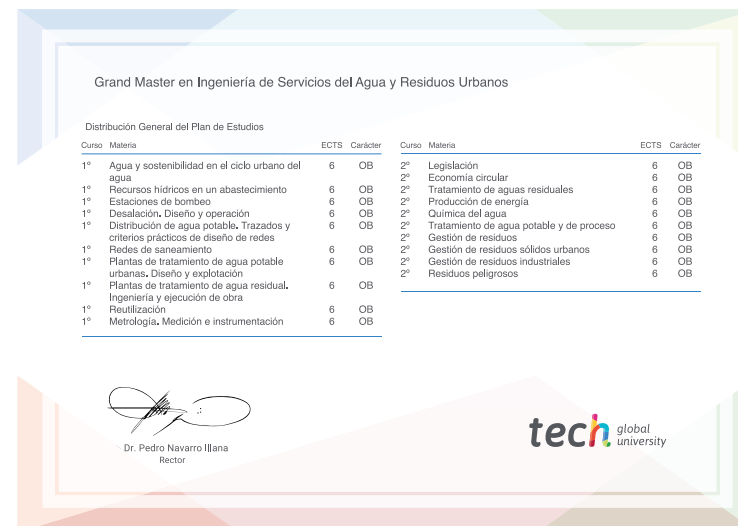 Grand Master en Ingeniería de Servicios del Agua y Residuos Urbanos
Distribución General del Plan de Estudios
Curso Materia ECTS Carácter
1º Agua y sostenibilidad en el ciclo urbano del 6 OB
agua
1º Recursos hídricos en un abastecimiento 6 OB
1º Estaciones de bombeo 6 OB
1º Desalación. Diseño y operación 6 OB
1º Distribución de agua potable. Trazados y 6 OB
criterios prácticos de diseño de redes
1º Redes de saneamiento 6 OB
1º Plantas de tratamiento de agua potable 6 OB
urbanas. Diseño y explotación
1º Plantas de tratamiento de agua residual. 6 OB
Ingeniería y ejecución de obra
1º Reutilización 6 OB
1º Metrología. Medición e instrumentación 6 OB
Curso Materia ECTS Carácter
2º Legislación 6 OB
2º Economía circular 6 OB
2º Tratamiento de aguas residuales 6 OB
2º Producción de energía 6 OB
2º Química del agua 6 OB
2º Tratamiento de agua potable y de proceso 6 OB
2º Gestión de residuos 6 OB
2º Gestión de residuos sólidos urbanos 6 OB
2º Gestión de residuos industriales 6 OB
2º Residuos peligrosos 6 OB
Dr. Pedro Navarro Illana
Rector
tech global
university